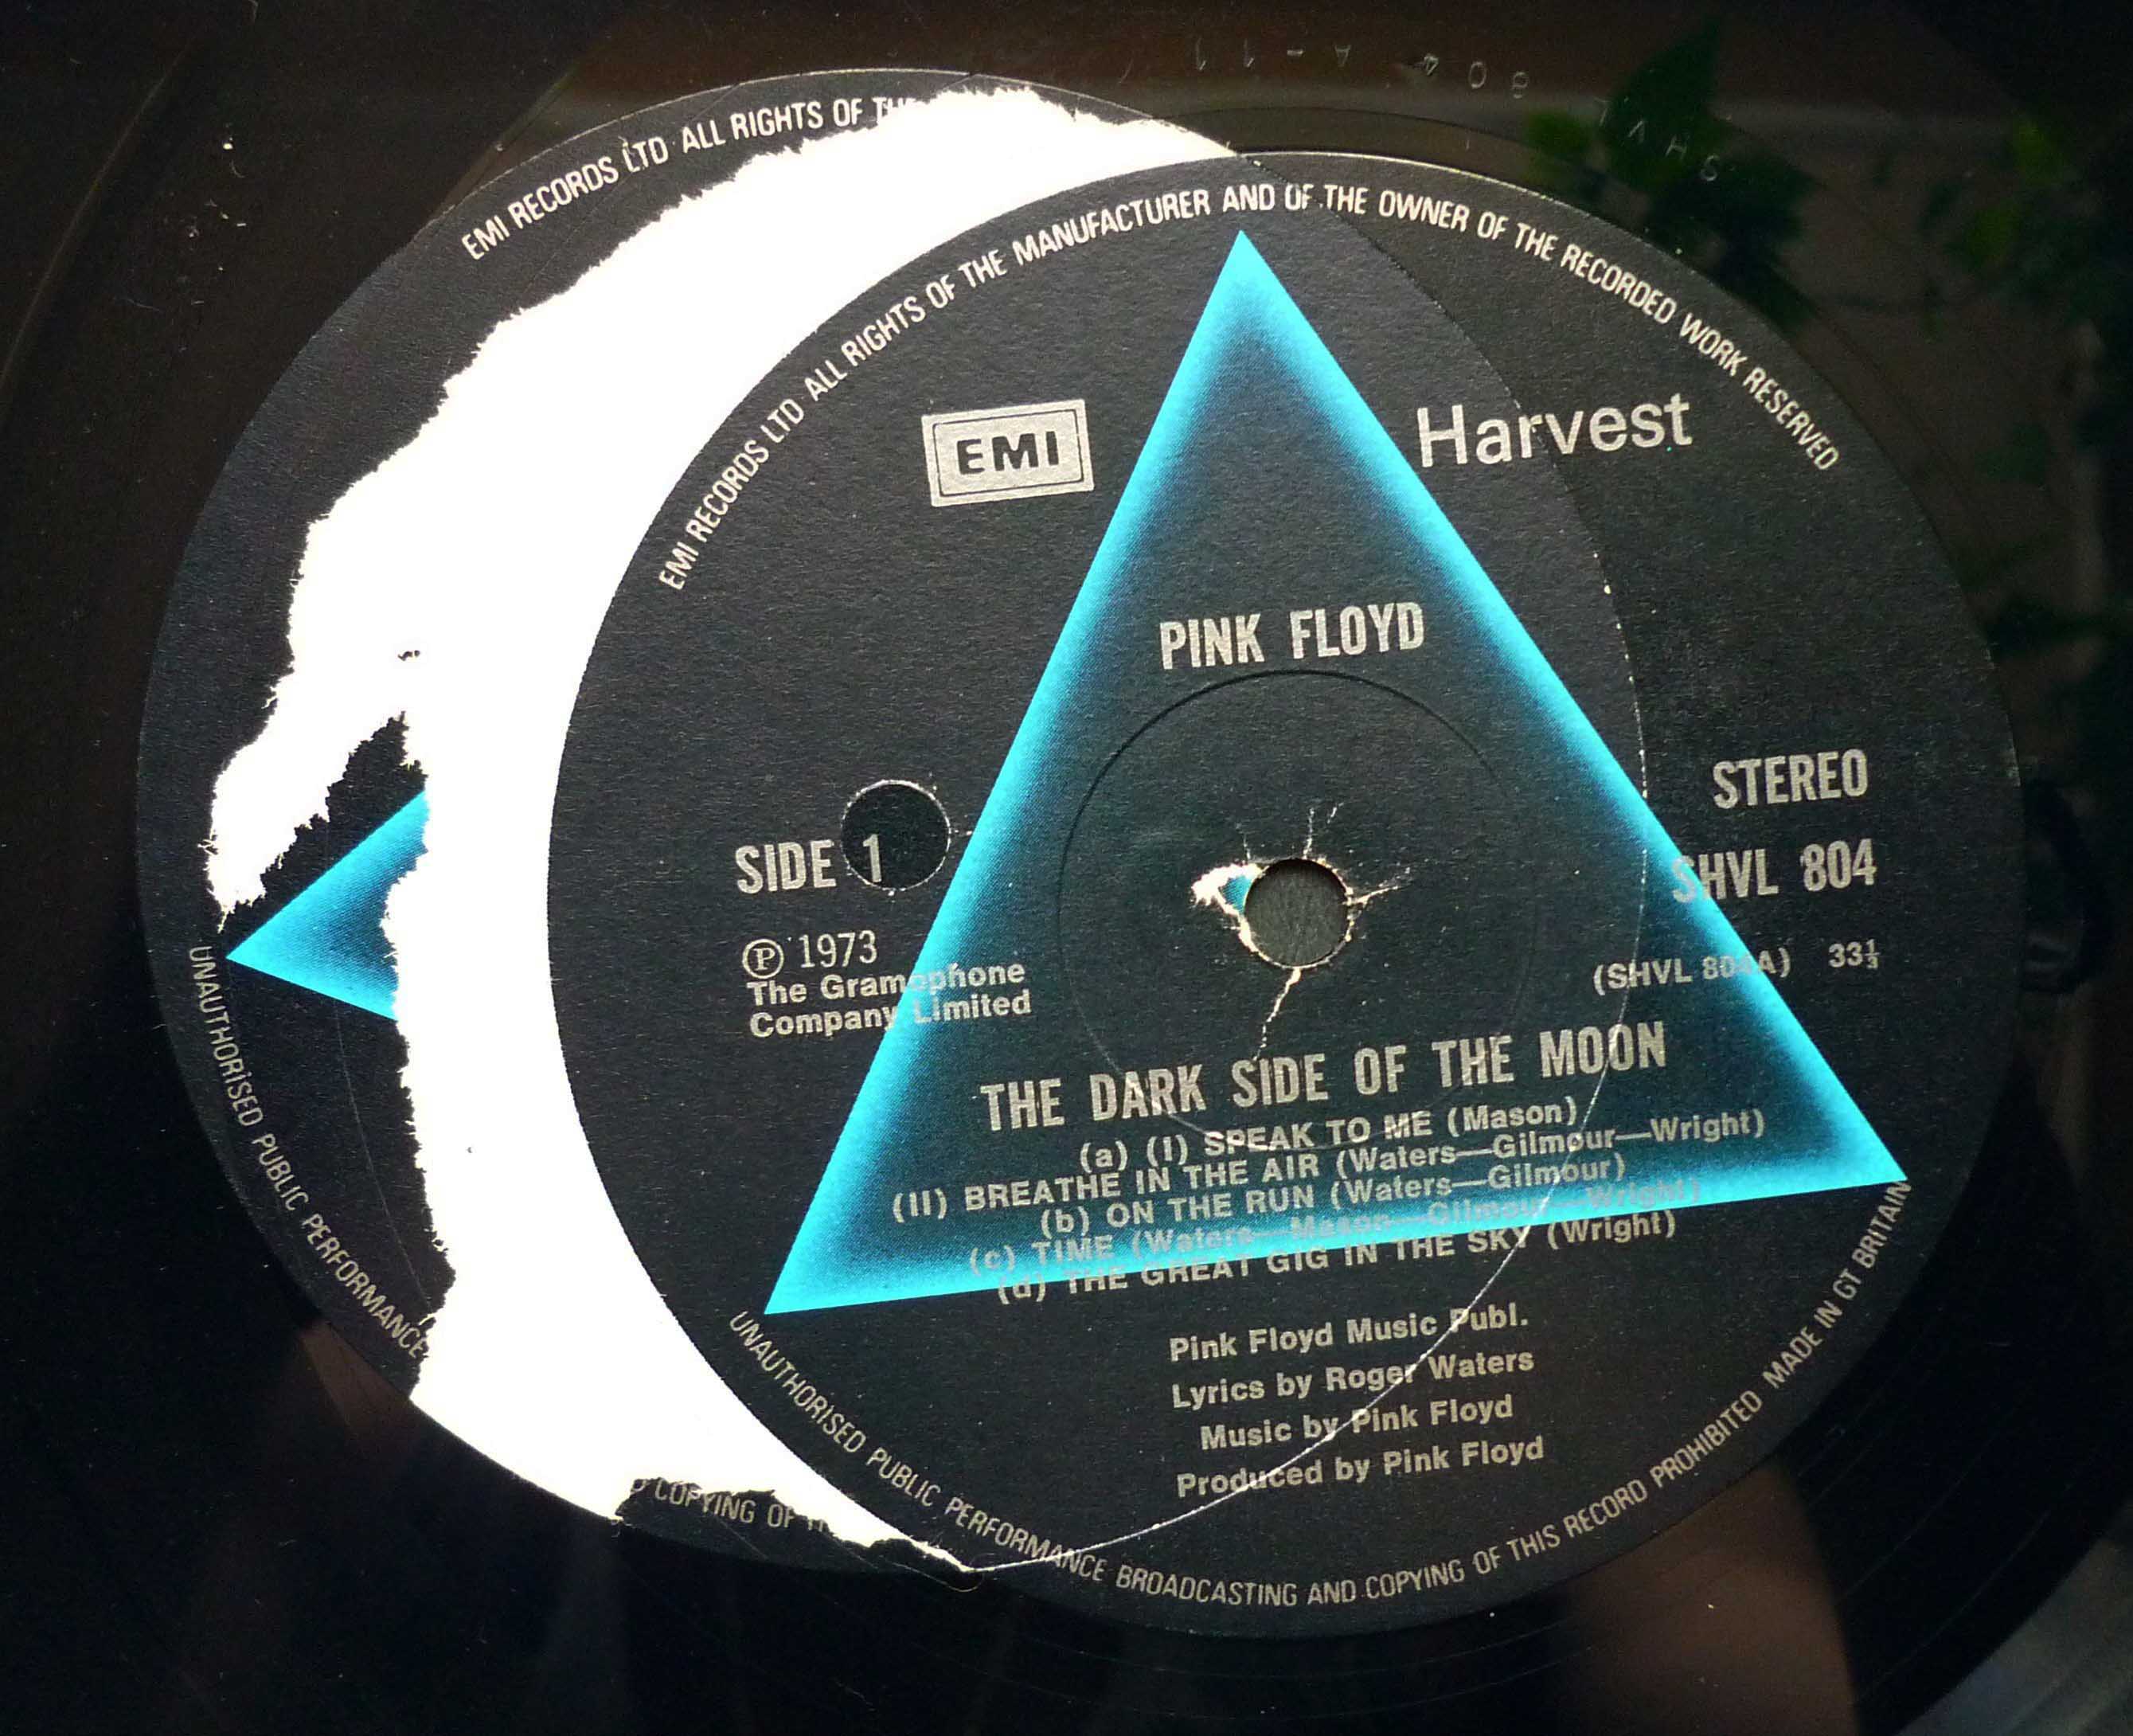 SHVL 804 A-11
EMI RECORDS LTD ALL RIGHTS OF
EMI RECORDS LTD ALL RIGHTS OF THE MANUFACTURER AND OF THE OWNER OF THE RECORDED WORK RESERVED
EMI
Harvest
PINK FLOYD
STEREO
SIDE 1
SHVL 804
Ⓟ 1973
The Gramophone
Company Limited
(SHVL 804A) 33⅓
THE DARK SIDE OF THE MOON
(a) (I) SPEAK TO ME (Mason)
(II) BREATHE IN THE AIR (Waters—Gilmour—Wright)
(b) ON THE RUN (Waters—Gilmour)
(c) TIME (Waters—Mason—Gilmour—Wright)
(d) THE GREAT GIG IN THE SKY (Wright)
Pink Floyd Music Publ.
Lyrics by Roger Waters
Music by Pink Floyd
Produced by Pink Floyd
UNAUTHORISED PUBLIC PERFORMANCE BROADCASTING AND COPYING OF THIS RECORD PROHIBITED MADE IN GT BRITAIN
UNAUTHORISED PUBLIC PERFORMANCE
COPYING OF